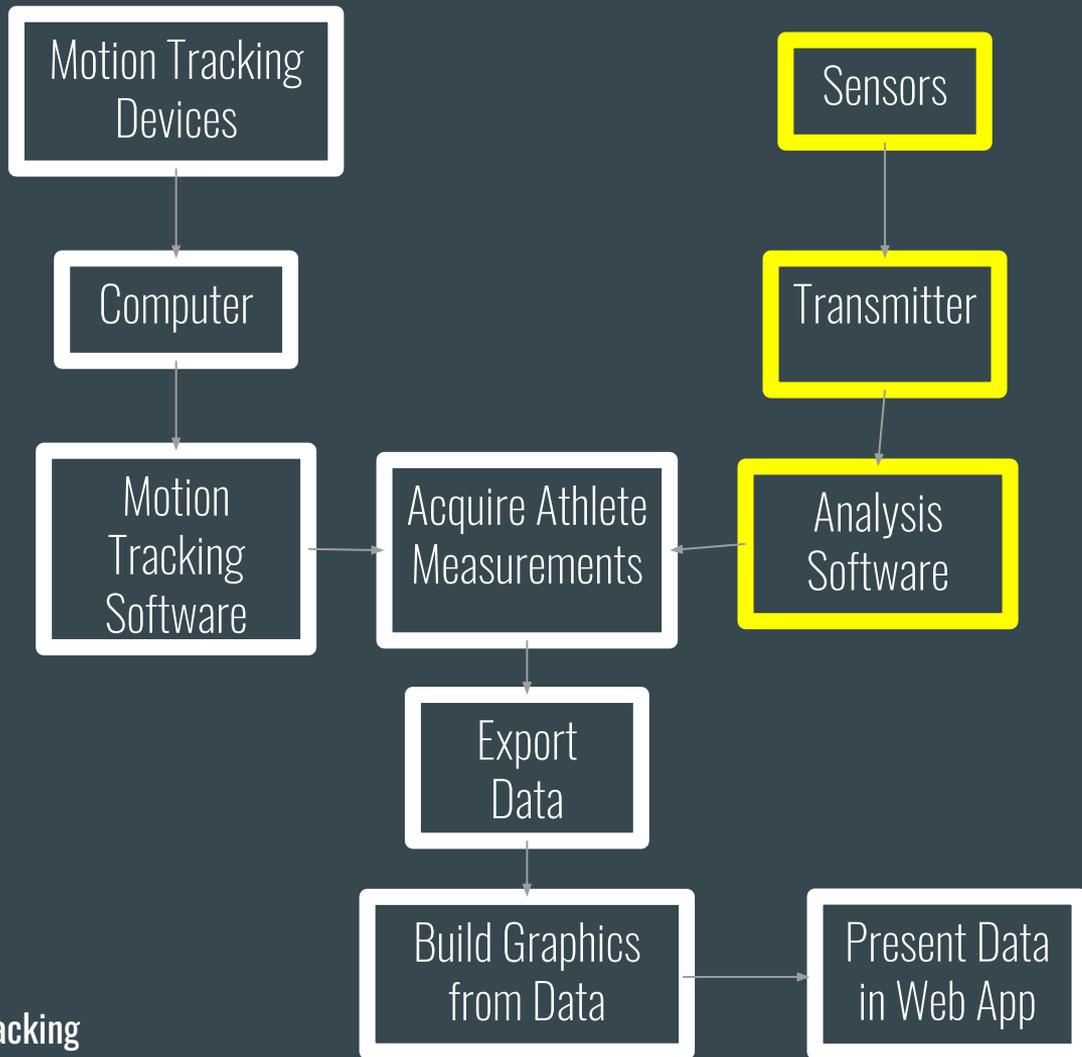 Motion Tracking
Devices
Sensors
Computer
Transmitter
Motion
Tracking
Software
Acquire Athlete
Measurements
Analysis
Software
Export
Data
Build Graphics
from Data
Present Data
in Web App
acking